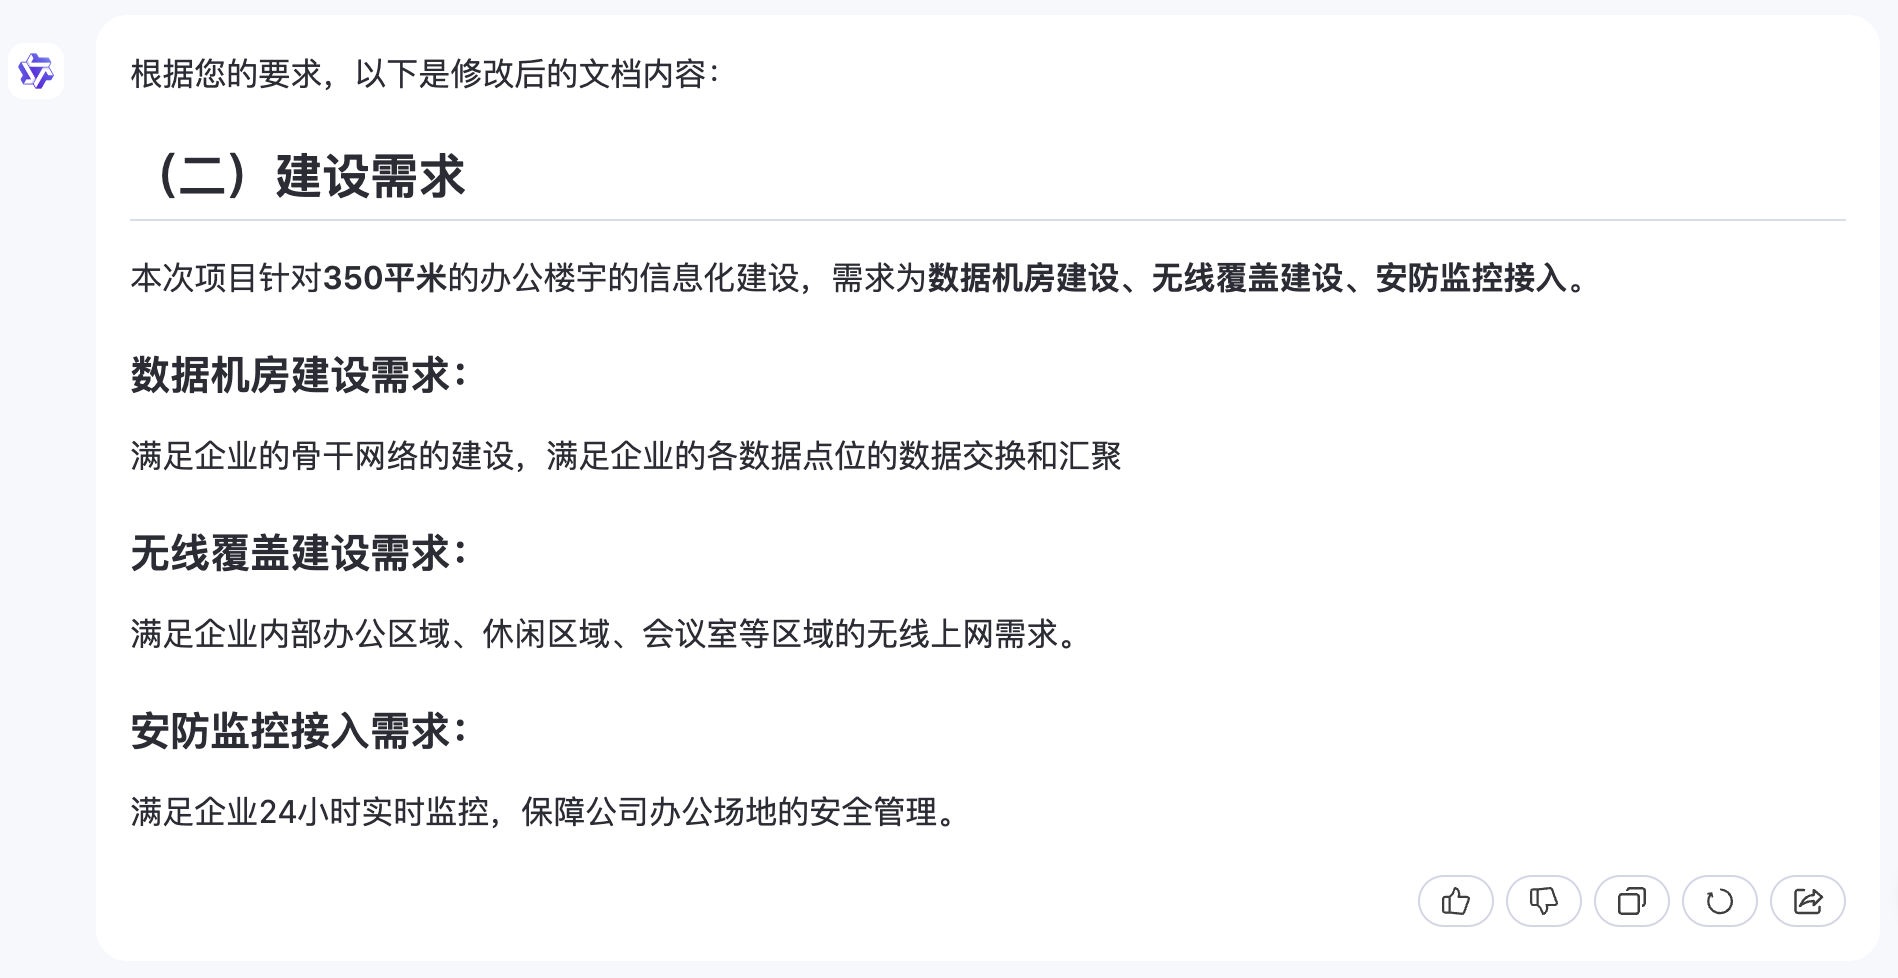 根据您的要求，以下是修改后的文档内容：
（二）建设需求
本次项目针对350平米的办公楼宇的信息化建设，需求为数据机房建设、无线覆盖建设、安防监控接入。
数据机房建设需求：
满足企业的骨干网络的建设，满足企业的各数据点位的数据交换和汇聚
无线覆盖建设需求：
满足企业内部办公区域、休闲区域、会议室等区域的无线上网需求。
安防监控接入需求：
满足企业24小时实时监控，保障公司办公场地的安全管理。